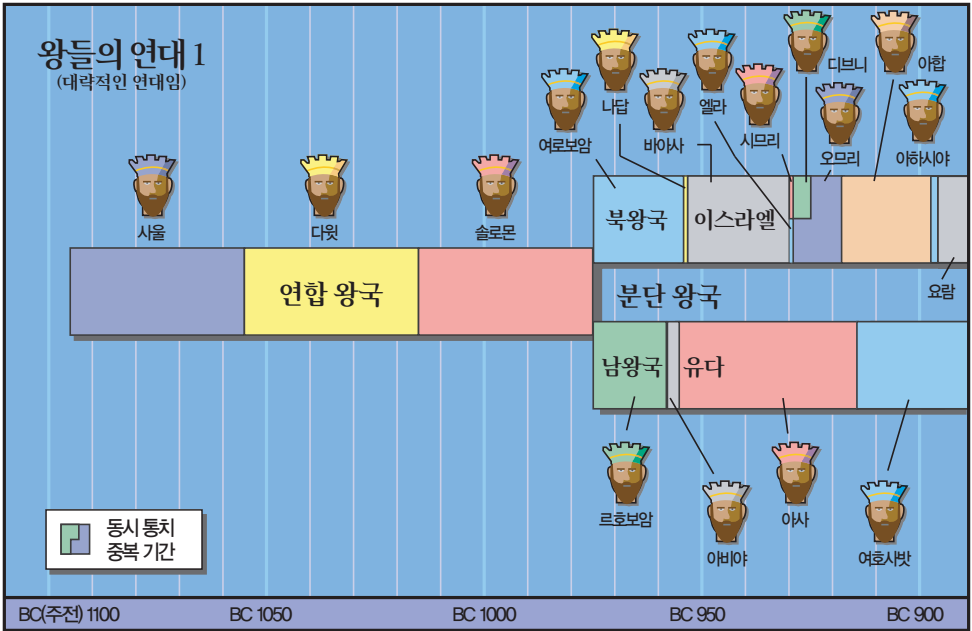 왕들의 연대 1
(대략적인 연대임)
디브니
아합
나답
엘라
여로보암
바아사
시므리
오므리
아하시야
사울
다윗
솔로몬
북왕국
이스라엘
연합 왕국
분단 왕국
요람
남왕국
유다
르호보암
아사
아비야
여호사밧
동시 통치
중복 기간
BC(주전) 1100
BC 1050
BC 1000
BC 950
BC 900